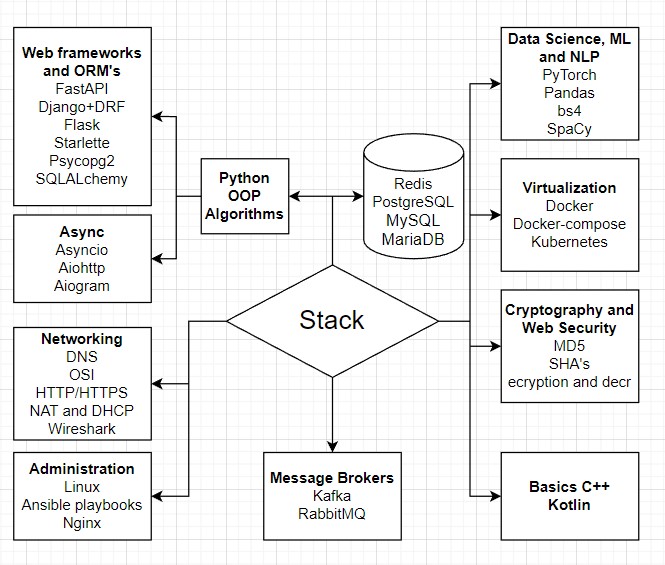 Web frameworks
and ORM's
FastAPI
Django+DRF
Flask
Starlette
Psycopg2
SQLALchemy
Async
Asyncio
Aiohttp
Aiogram
Python
OOP
Algorithms
Redis
PostgreSQL
MySQL
MariaDB
Data Science, ML
and NLP
PyTorch
Pandas
bs4
SpaCy
Virtualization
Docker
Docker-compose
Kubernetes
Stack
Cryptography and
Web Security
MD5
SHA's
ecryption and decr
Networking
DNS
OSI
HTTP/HTTPS
NAT and DHCP
Wireshark
Administration
Linux
Ansible playbooks
Nginx
Message Brokers
Kafka
RabbitMQ
Basics C++
Kotlin